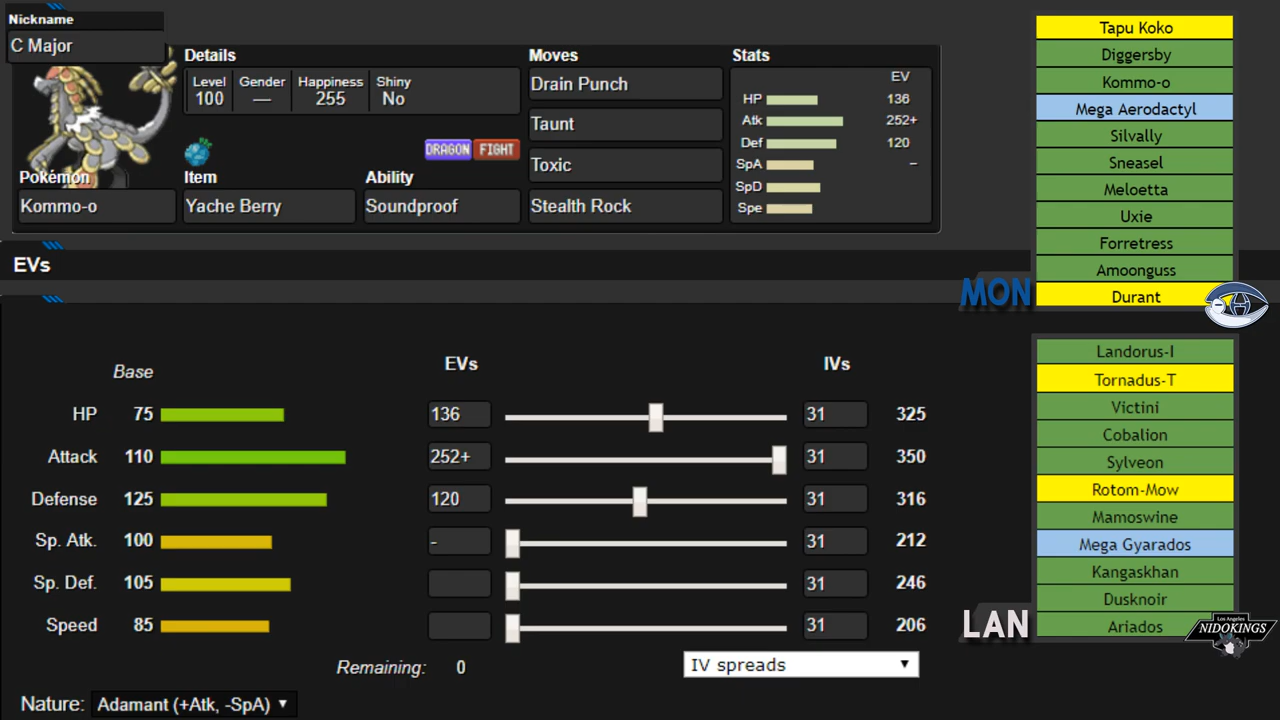 Nickname
C Major
Details
Level Gender Happiness Shiny
100 — 255 No
DRAGON FIGHT
Pokémon
Kommo-o
Item
Yache Berry
Ability
Soundproof
Moves
Drain Punch
Taunt
Toxic
Stealth Rock
Stats
EV
HP 136
Atk 252+
Def 120
SpA –
SpD
Spe
EVs
Base EVs IVs
HP 75 136 31 325
Attack 110 252+ 31 350
Defense 125 120 31 316
Sp. Atk. 100 - 31 212
Sp. Def. 105 31 246
Speed 85 31 206
Remaining: 0
IV spreads
Nature: Adamant (+Atk, -SpA)
Tapu Koko
Diggersby
Kommo-o
Mega Aerodactyl
Silvally
Sneasel
Meloetta
Uxie
Forretress
Amoonguss
Durant
MON
Landorus-I
Tornadus-T
Victini
Cobalion
Sylveon
Rotom-Mow
Mamoswine
Mega Gyarados
Kangaskhan
Dusknoir
Ariados
LAN
Los Angeles
NIDOKINGS